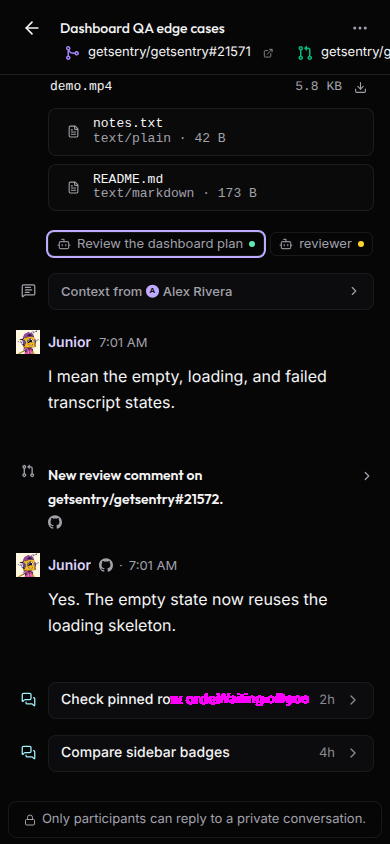 Dashboard QA edge cases
getsentry/getsentry#21571
getsentry/g
demo.mp4 5.8 KB
notes.txt
text/plain · 42 B
README.md
text/markdown · 173 B
Review the dashboard plan
reviewer
Context from A Alex Rivera
Junior 7:01 AM
I mean the empty, loading, and failed
transcript states.
New review comment on
getsentry/getsentry#21572.
Junior · 7:01 AM
Yes. The empty state now reuses the
loading skeleton.
Check pinned 2h
Compare sidebar badges 4h
Only participants can reply to a private conversation.